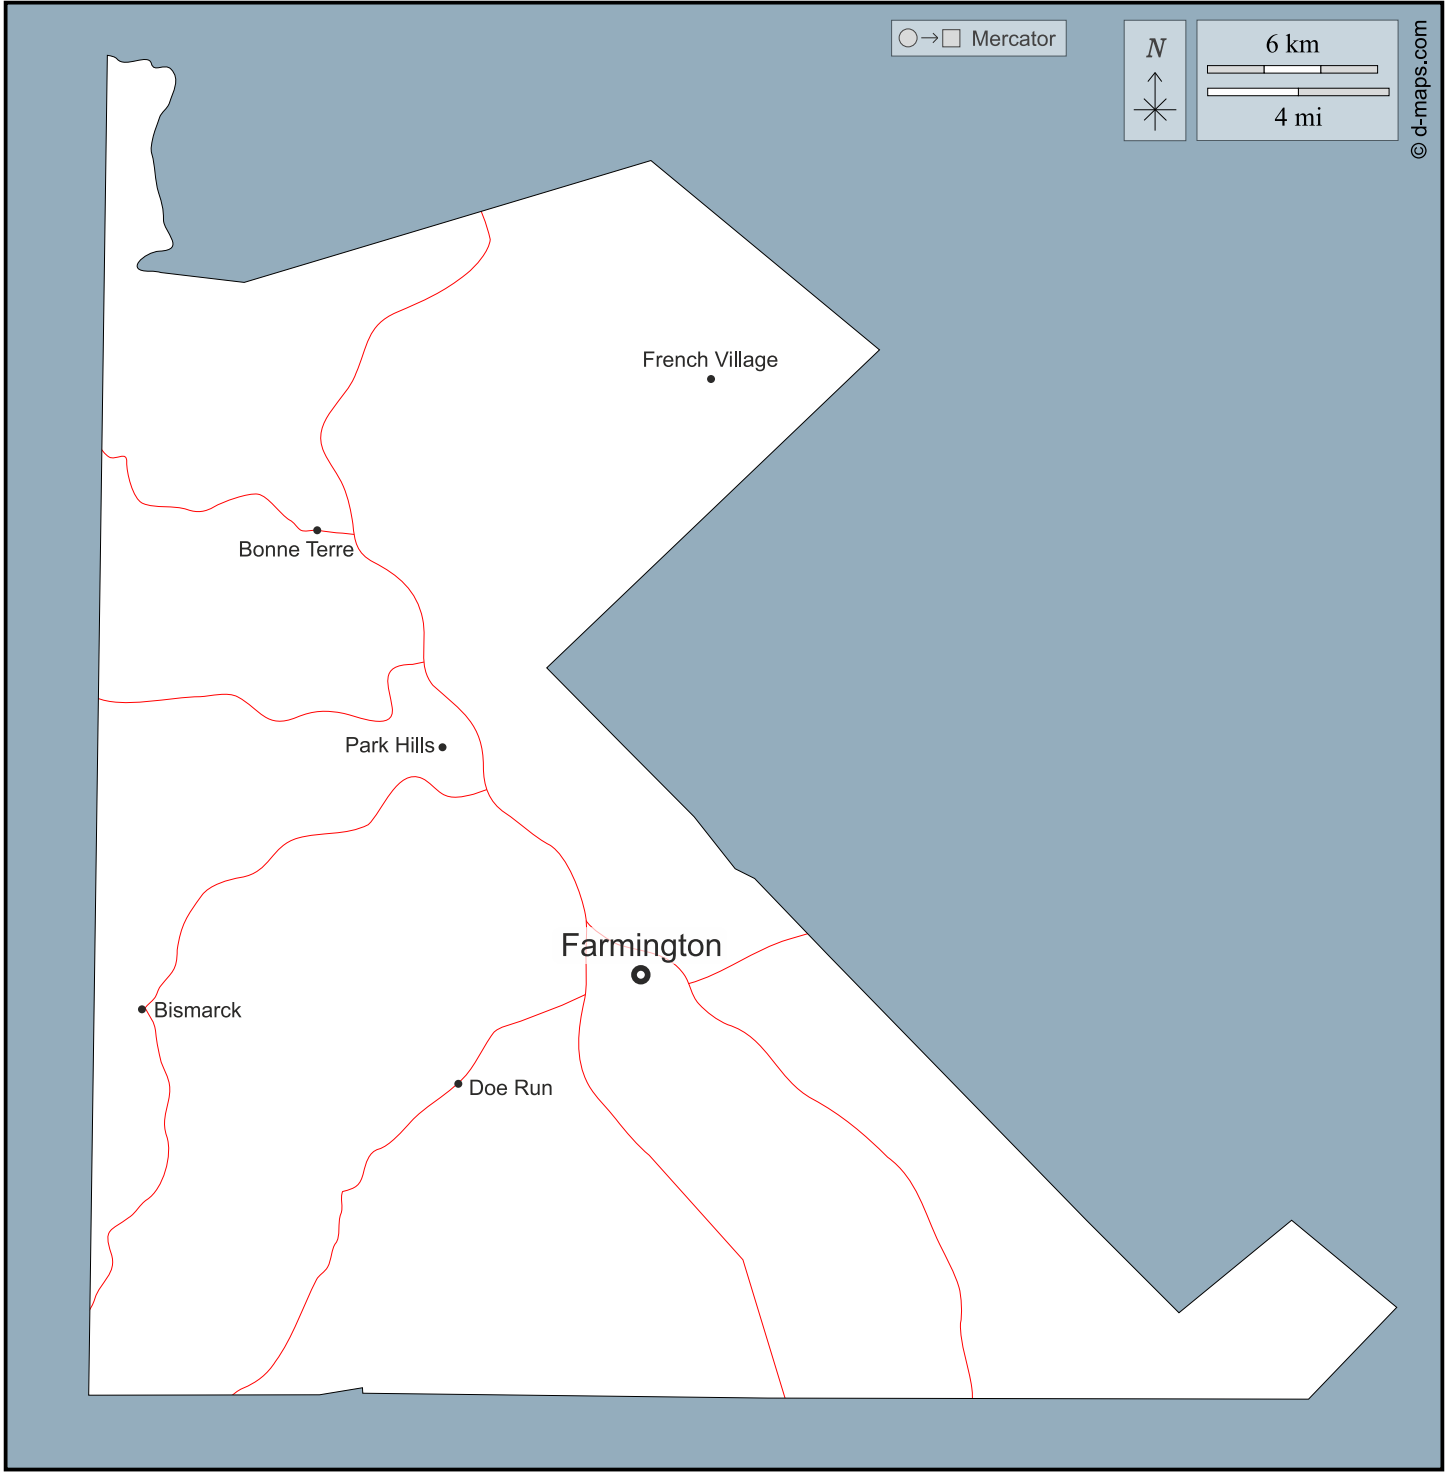 Mercator
N
6 km
4 mi
© d-maps.com
French Village
Bonne Terre
Park Hills
Farmington
Bismarck
Doe Run